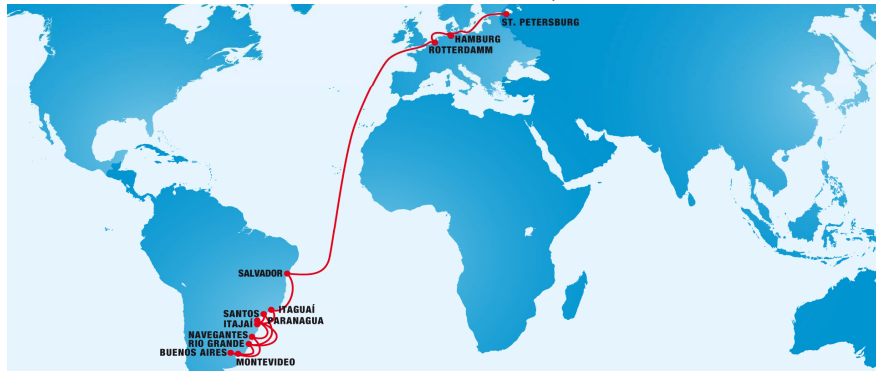 ST. PETERSBURG
HAMBURG
ROTTERDAMM
SALVADOR
ITAGUAÍ
SANTOS
PARANAGUA
ITAJAÍ
NAVEGANTES
RIO GRANDE
BUENOS AIRES
MONTEVIDEO